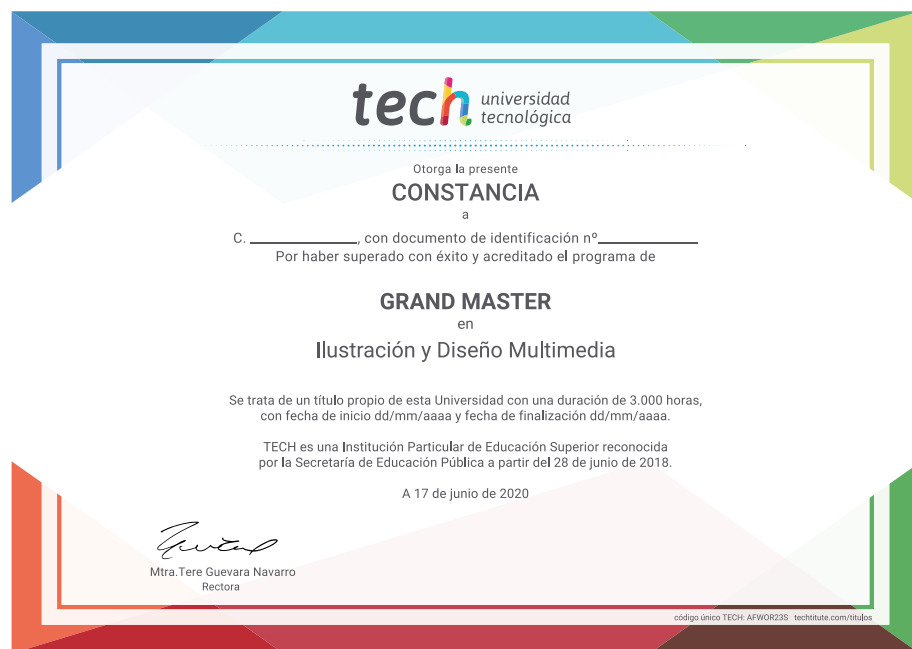 tech universidad
tecnológica
Otorga la presente
CONSTANCIA
a
C. ______________, con documento de identificación nº______________
Por haber superado con éxito y acreditado el programa de
GRAND MASTER
en
Ilustración y Diseño Multimedia
Se trata de un título propio de esta Universidad con una duración de 3.000 horas,
con fecha de inicio dd/mm/aaaa y fecha de finalización dd/mm/aaaa.
TECH es una Institución Particular de Educación Superior reconocida
por la Secretaría de Educación Pública a partir del 28 de junio de 2018.
A 17 de junio de 2020
Mtra.Tere Guevara Navarro
Rectora
código único TECH: AFWOR23S techtitute.com/titulos